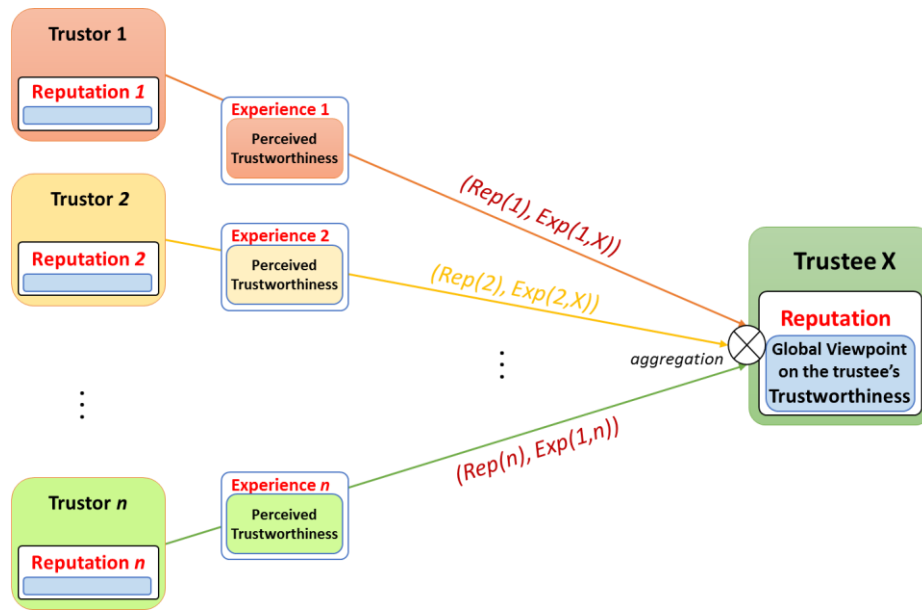 Trustor 1
Reputation 1
Experience 1
Perceived
Trustworthiness
(Rep(1), Exp(1,X))
Trustor 2
Reputation 2
Experience 2
Perceived
Trustworthiness
(Rep(2), Exp(2,X))
Trustee X
Reputation
Global Viewpoint
on the trustee's
Trustworthiness
aggregation
(Rep(n), Exp(1,n))
Trustor n
Reputation n
Experience n
Perceived
Trustworthiness